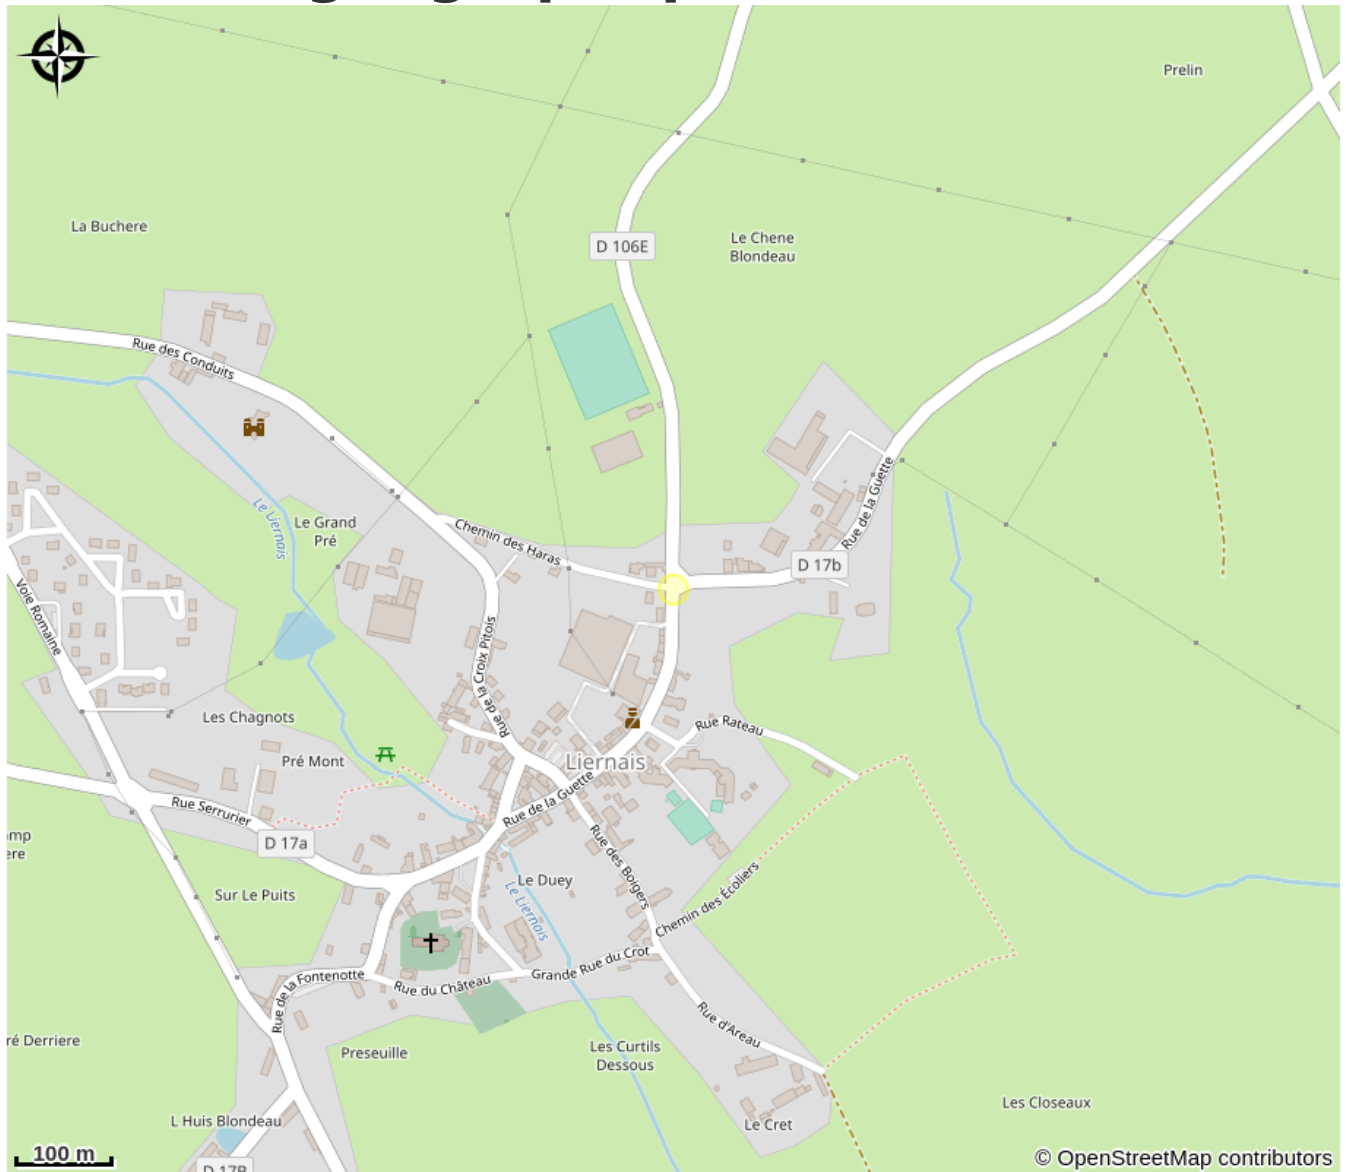 Prelin
La Buchere
D 106E
Le Chene
Blondeau
Rue des Conduits
Le Liernais
Le Grand
Pré
Chemin des Haras
Rue de la Guette
D 17b
Voie Romaine
Rue de la Croix Pitois
Les Chagnots
Rue Rateau
Pré Mont
Liernais
Rue Serrurier
Rue de la Guette
D 17a
Rue des Boigers
Sur Le Puits
Le Duey
Le Liernais
Chemin des Écoliers
Rue de la Fontenotte
Rue du Château
Grande Rue du Crot
Rue d'Areau
ré Derriere
Preseuille
Les Curtils
Dessous
Les Closeaux
L Huis Blondeau
Le Cret
100 m
D 17B
© OpenStreetMap contributors